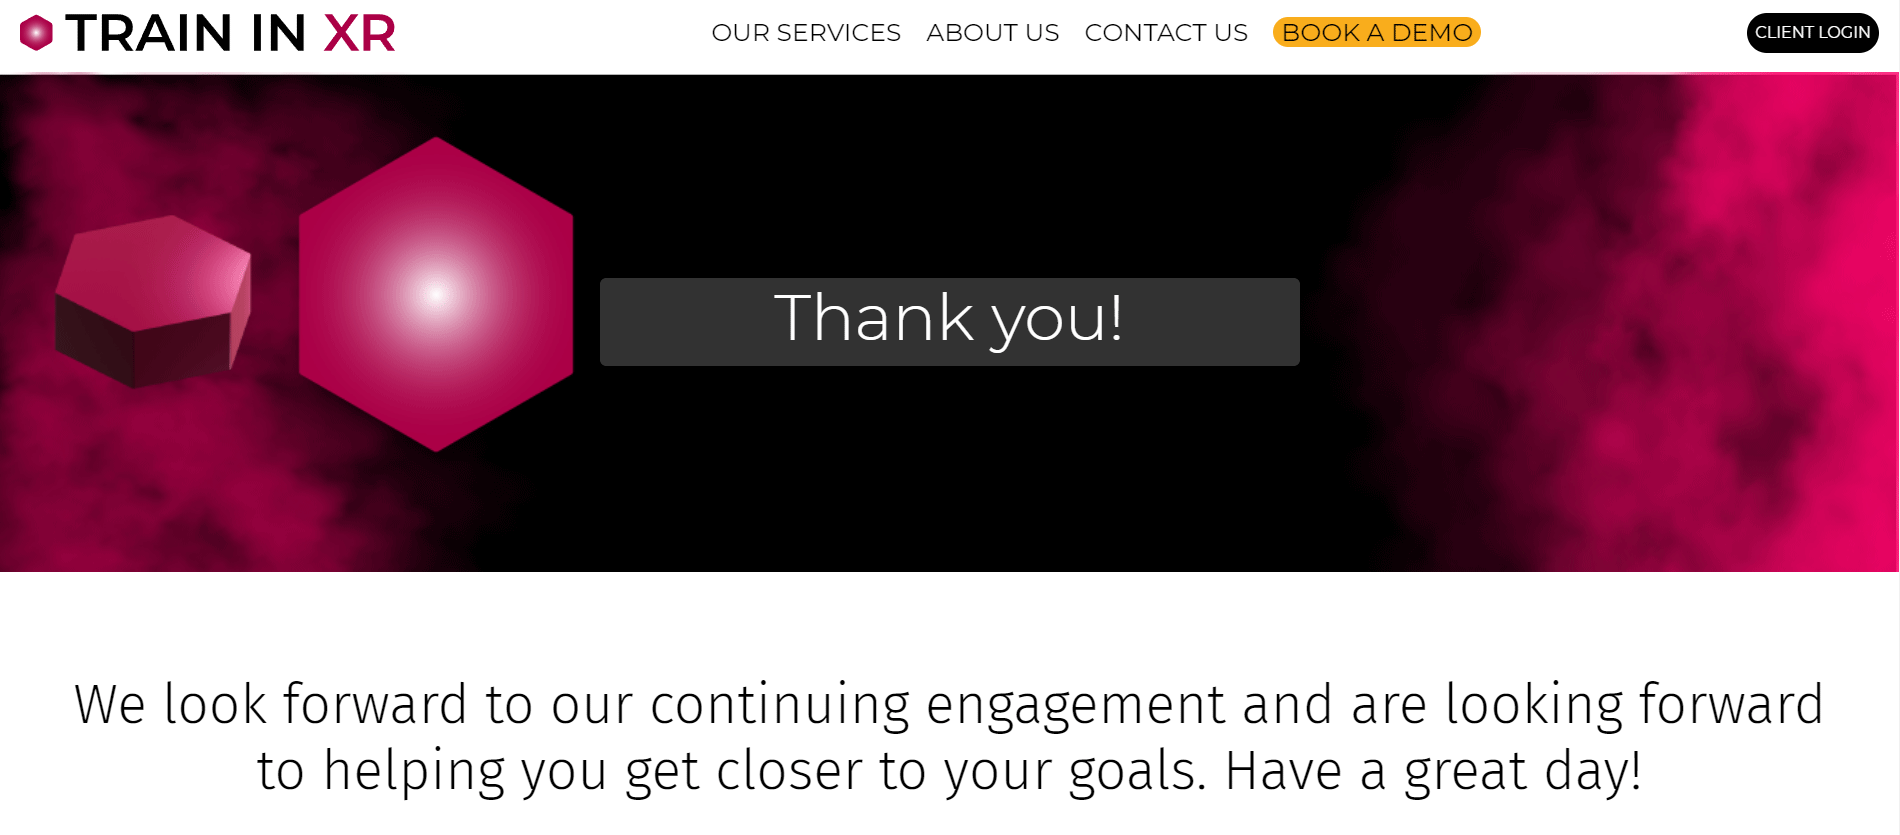 TRAIN IN XR
OUR SERVICES ABOUT US CONTACT US BOOK A DEMO
CLIENT LOGIN
Thank you!
We look forward to our continuing engagement and are looking forward
to helping you get closer to your goals. Have a great day!